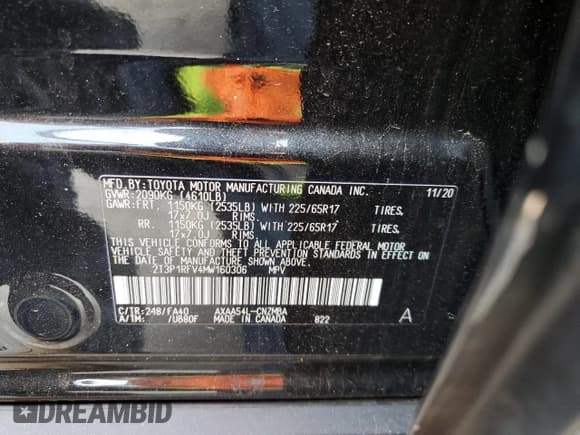 MFD.BY:TOYOTA MOTOR MANUFACTURING CANADA INC. 11/20
GVWR:2090KG (4610LB)
GAWR:FRT. 1150KG (2535LB) WITH 225/65R17 TIRES.
17x7.0J RIMS.
RR. 1150KG (2535LB) WITH 225/65R17 TIRES.
17x7.0J RIMS.
THIS VEHICLE CONFORMS TO ALL APPLICABLE FEDERAL MOTOR
VEHICLE SAFETY AND THEFT PREVENTION STANDARDS IN EFFECT
ON THE DATE OF MANUFACTURE SHOWN ABOVE.
2T3P1RFV4MW160306 MPV
C/TR:248/FA40 AXAA54L-CNZMBA
A/TM: /UB80F MADE IN CANADA 822 A
DREAMBID